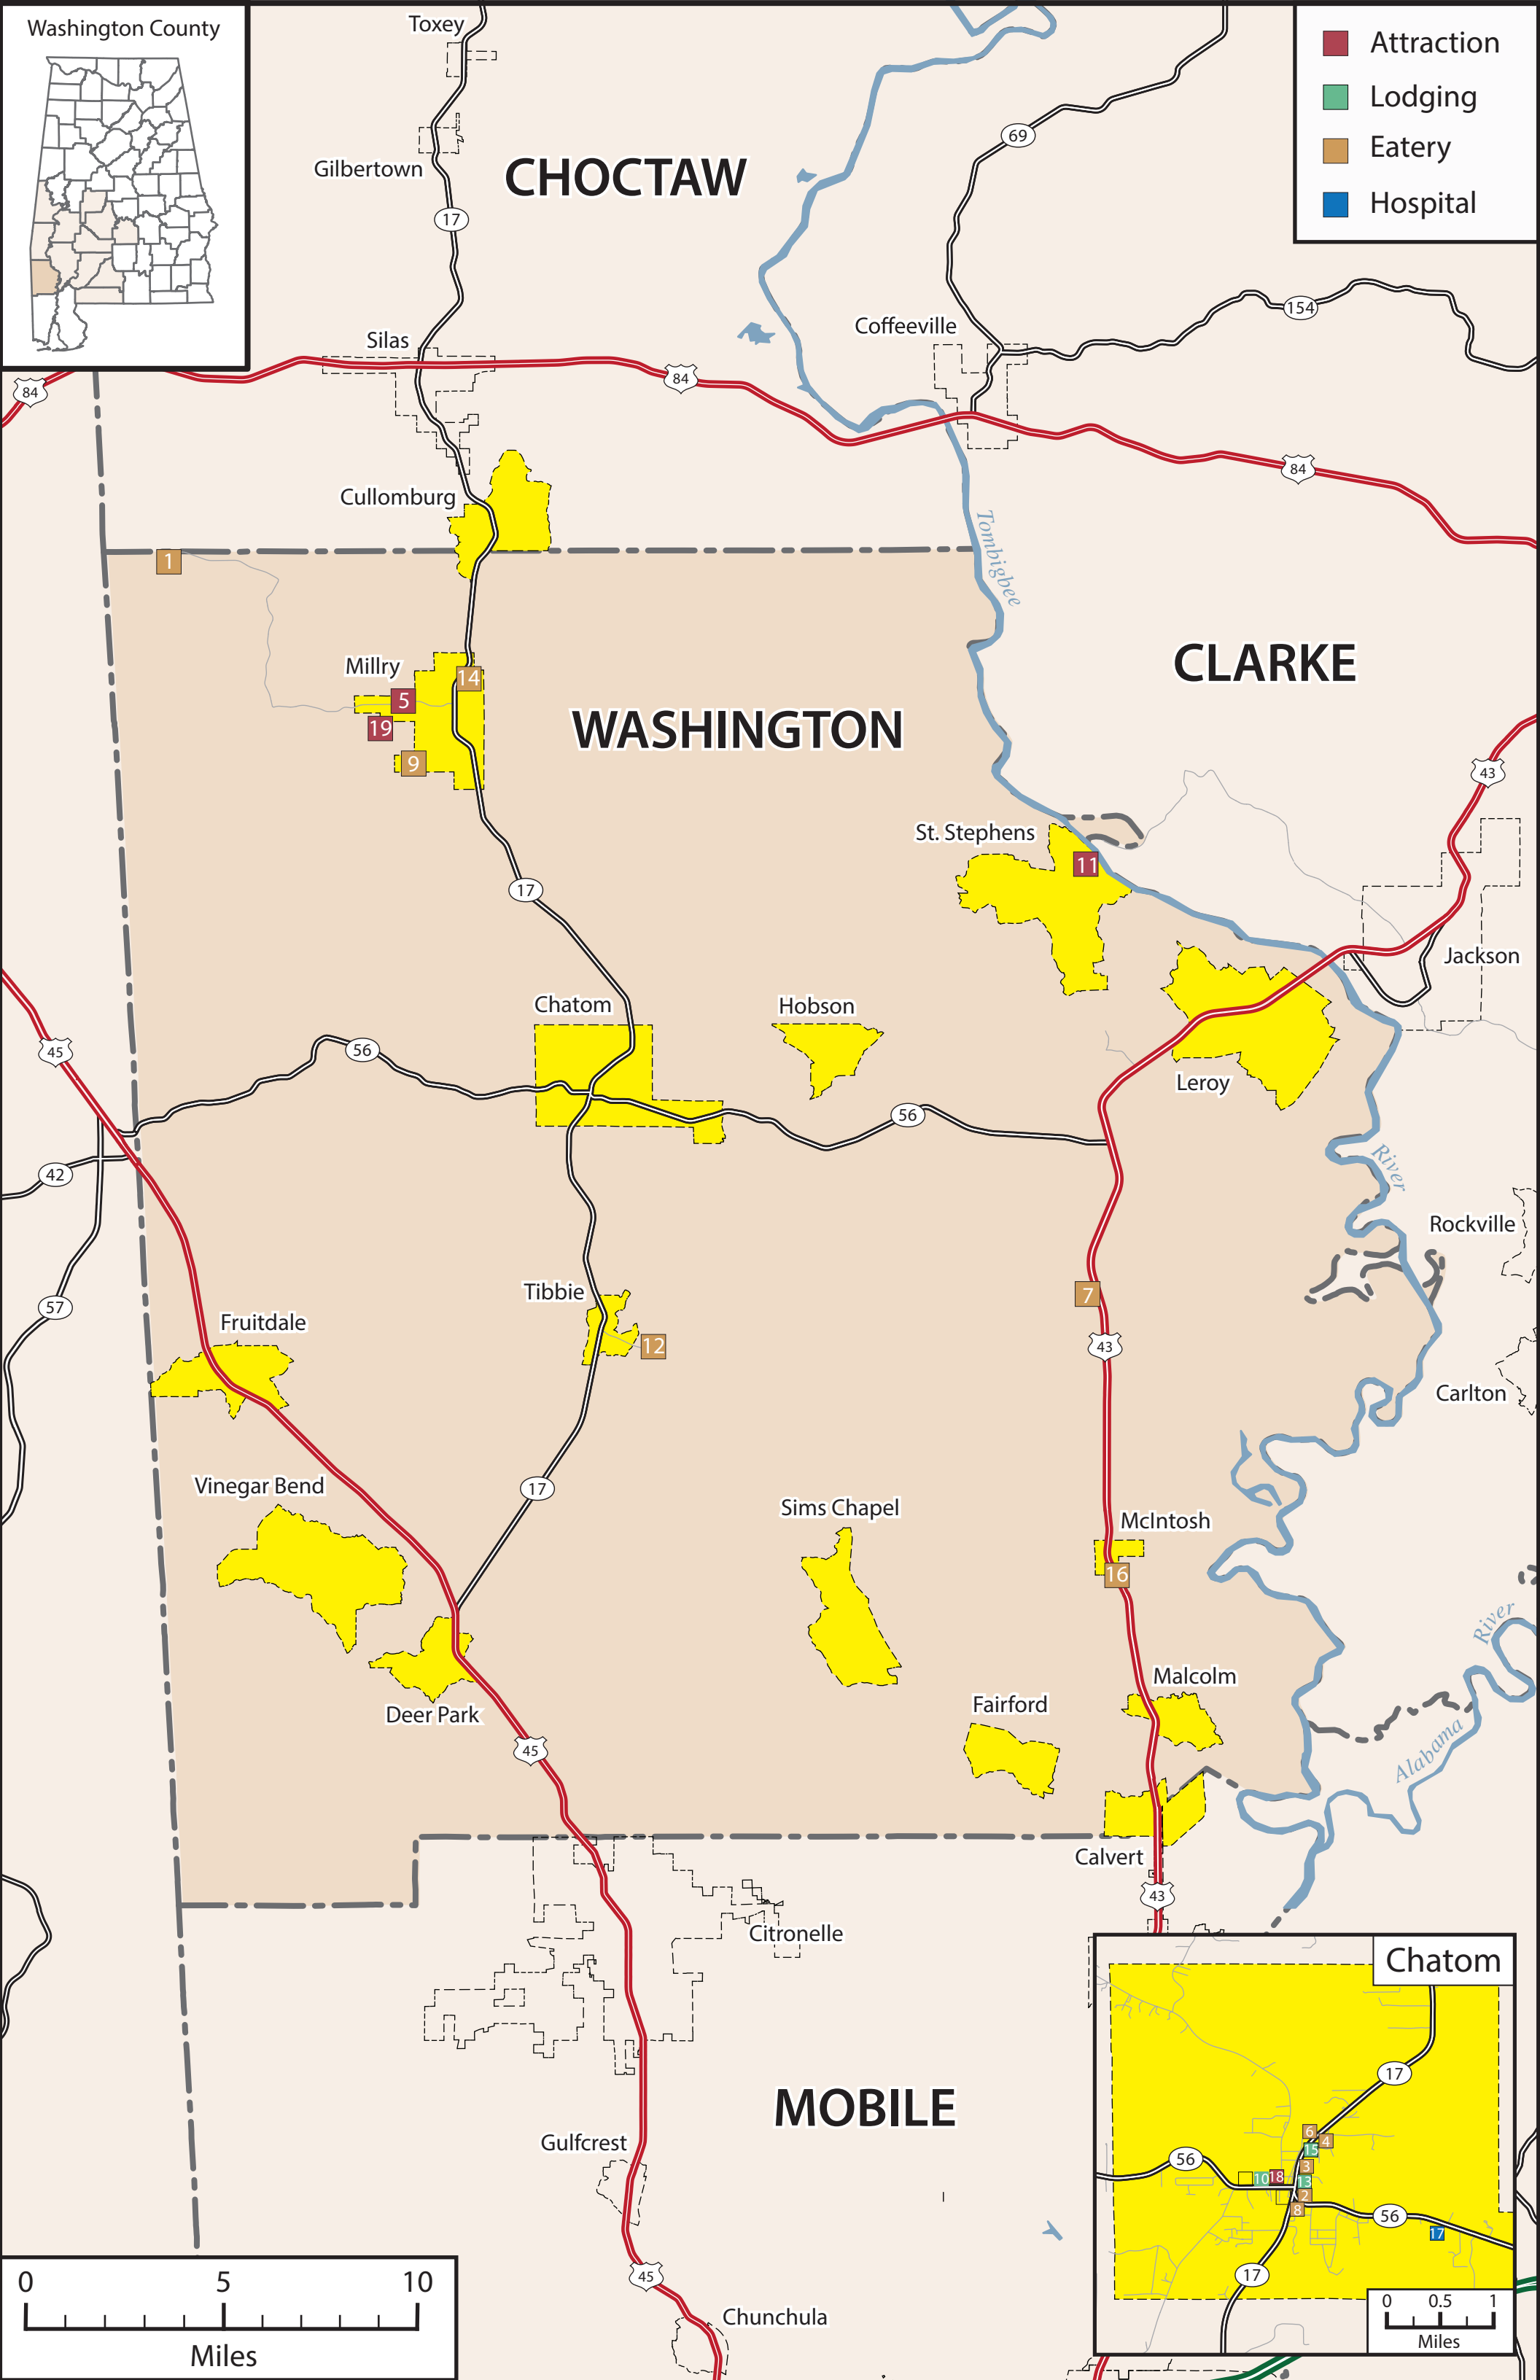 Washington County
Toxey
Attraction
Lodging
Eatery
Hospital
69
Gilbertown
CHOCTAW
17
154
Coffeeville
Silas
84
84
84
Cullomburg
Tombigbee
1
CLARKE
Millry
14
5
19
WASHINGTON
9
43
St. Stephens
11
17
Jackson
Chatom
Hobson
45
56
Leroy
56
42
River
Rockville
Tibbie
7
57
Fruitdale
12
43
Carlton
Vinegar Bend
17
Sims Chapel
McIntosh
16
River
Malcolm
Fairford
Deer Park
45
Alabama
Calvert
43
Citronelle
Chatom
17
MOBILE
Gulfcrest
6
4
15
56
3
10
18
13
2
8
56
17
17
45
0 5 10
Miles
Chunchula
0 0.5 1
Miles